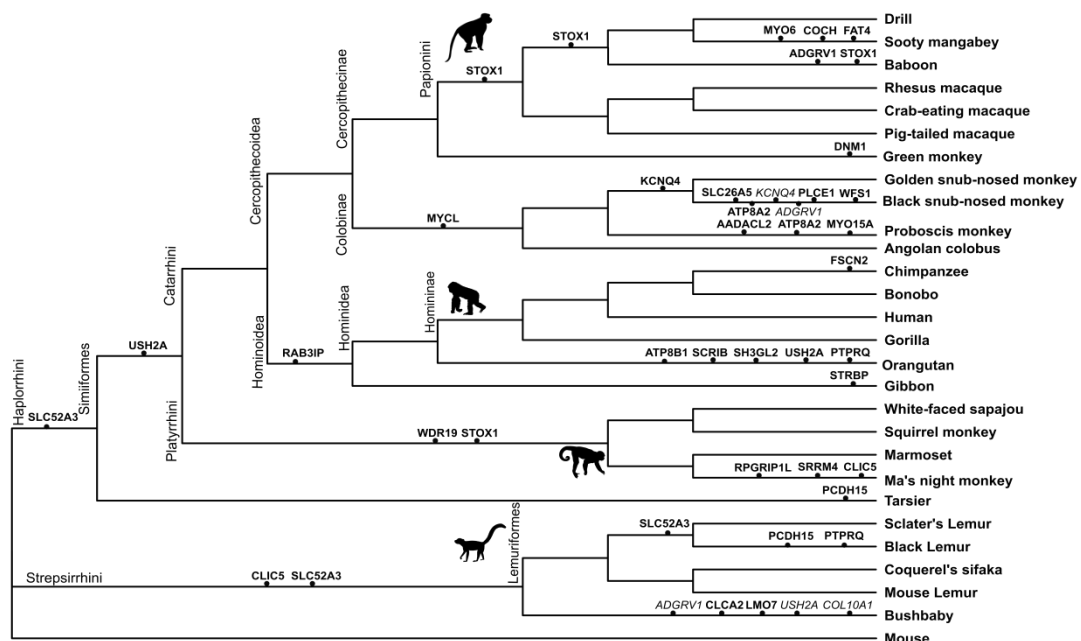 Drill
MYO6 COCH FAT4
STOX1
Sooty mangabey
ADGRV1 STOX1
Baboon
STOX1
Papionini
Rhesus macaque
Crab-eating macaque
Cercopithecinae
Pig-tailed macaque
DNM1
Green monkey
Cercopithecoidea
KCNQ4
Golden snub-nosed monkey
SLC26A5 KCNQ4 PLCE1 WFS1
Black snub-nosed monkey
ATP8A2 ADGRV1
Colobinae
MYCL
AADACL2 ATP8A2 MYO15A
Proboscis monkey
Angolan colobus
Catarrhini
FSCN2
Chimpanzee
Bonobo
Homininae
Human
Hominidea
Gorilla
USH2A
Hominoidea
RAB3IP
ATP8B1 SCRIB SH3GL2 USH2A PTPRQ
Orangutan
STRBP
Gibbon
Haplorrhini
Simiiformes
SLC52A3
Platyrrhini
White-faced sapajou
WDR19 STOX1
Squirrel monkey
Marmoset
RPGRIP1L SRRM4 CLIC5
Ma's night monkey
PCDH15
Tarsier
SLC52A3
Sclater's Lemur
PCDH15 PTPRQ
Black Lemur
Lemuriformes
Coquerel's sifaka
Strepsirrhini
CLIC5 SLC52A3
Mouse Lemur
ADGRV1 CLCA2 LMO7 USH2A COL10A1
Bushbaby
Mouse